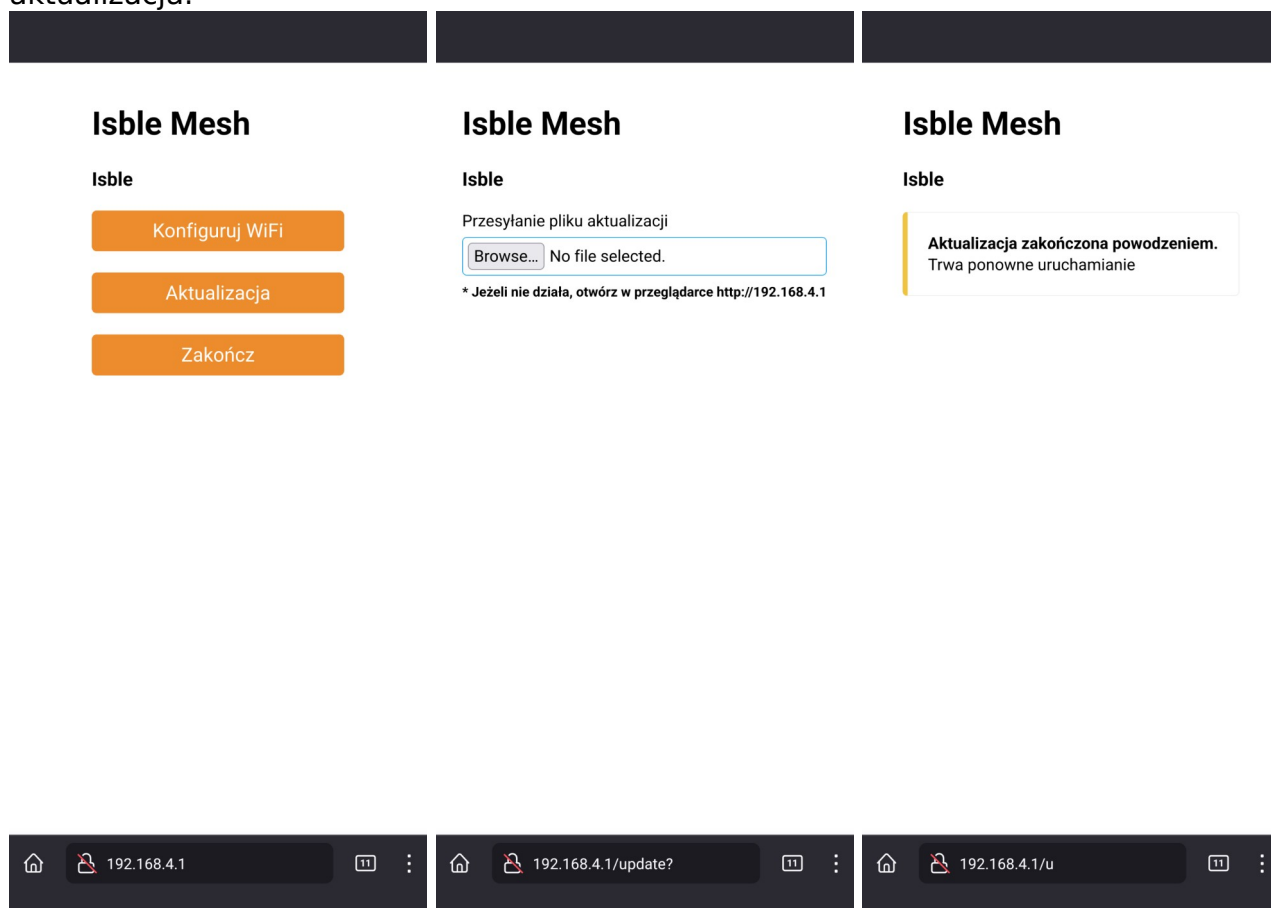 aktualizacja.
Isble Mesh
Isble
Konfiguruj WiFi
Aktualizacja
Zakończ
192.168.4.1
11
Isble Mesh
Isble
Przesyłanie pliku aktualizacji
Browse... No file selected.
* Jeżeli nie działa, otwórz w przeglądarce http://192.168.4.1
192.168.4.1/update?
11
Isble Mesh
Isble
Aktualizacja zakończona powodzeniem.
Trwa ponowne uruchamianie
192.168.4.1/u
11